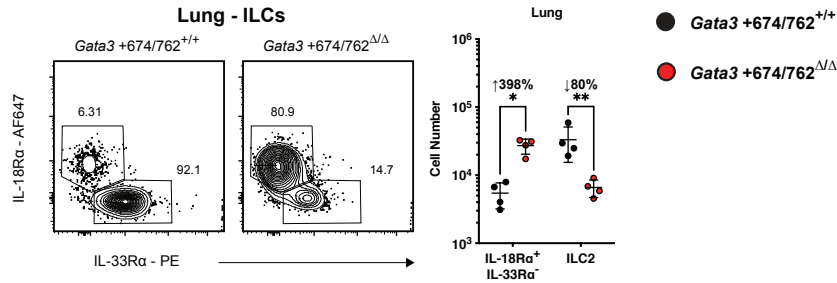 Lung - ILCs
Gata3 +674/762+/+
Gata3 +674/762Δ/Δ
IL-18Rα - AF647
6.31
92.1
80.9
14.7
IL-33Rα - PE
Lung
Cell Number
10⁶
10⁵
10⁴
10³
↑398%
*
↓80%
**
IL-18Rα⁺
IL-33Rα⁻
ILC2
Gata3 +674/762+/+
Gata3 +674/762Δ/Δ